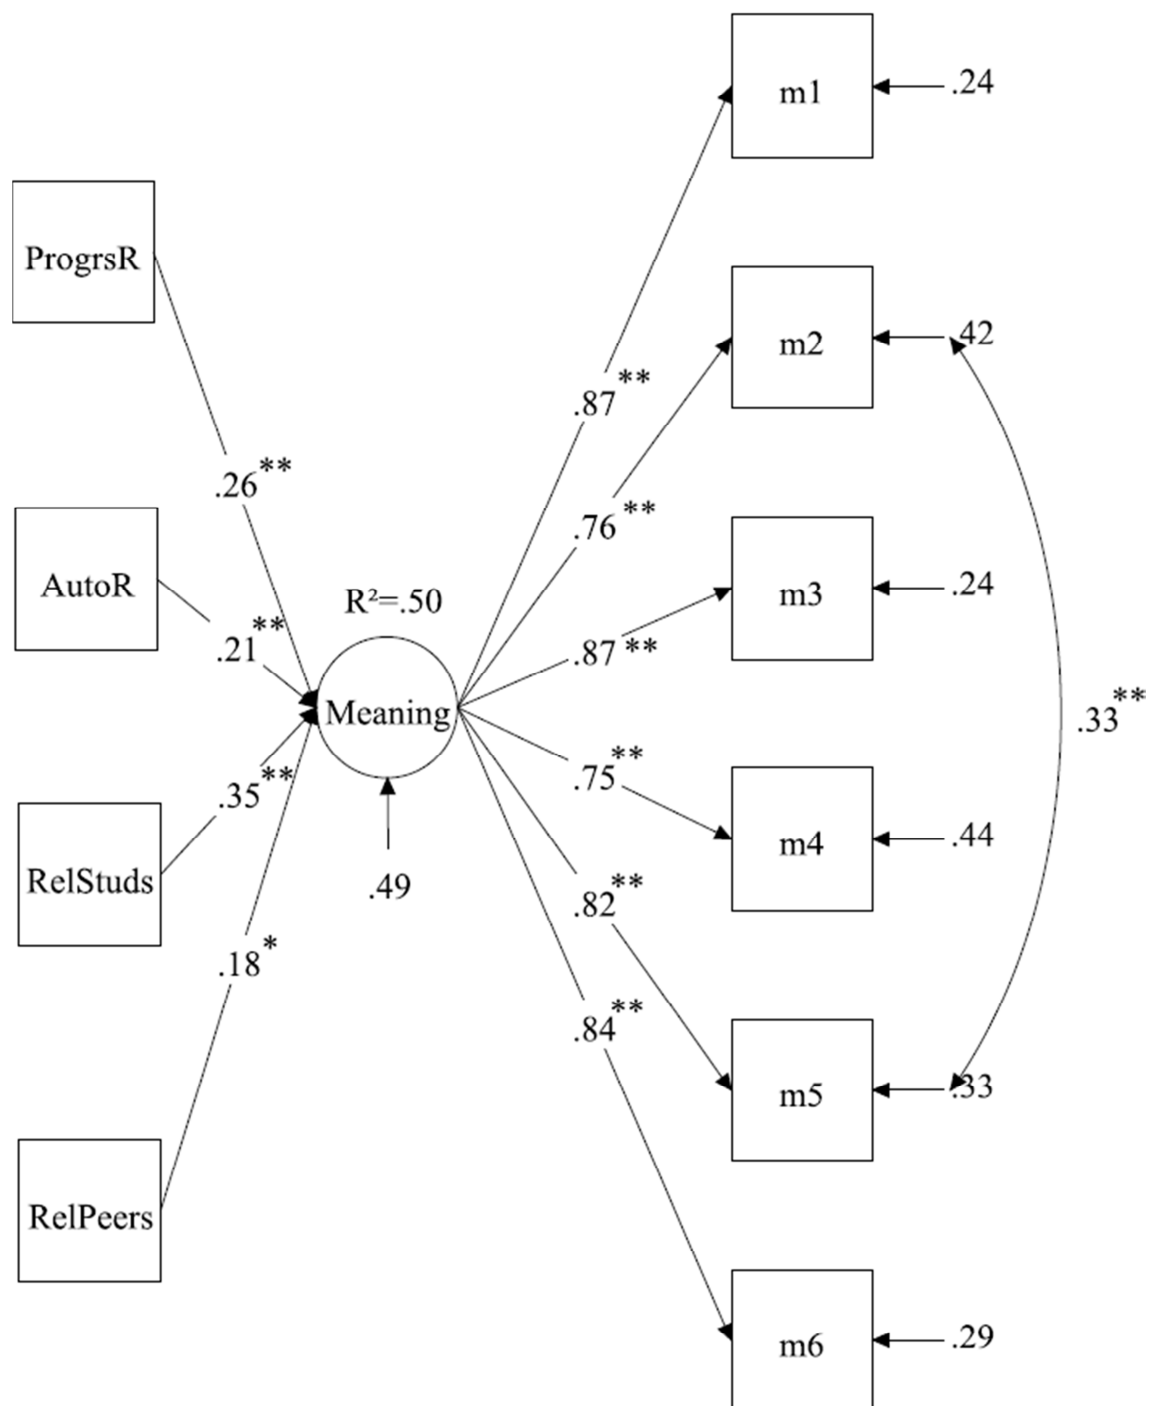 m1
.24
ProgrsR
m2
.42
.87**
.26**
.76**
AutoR
m3
.24
R²=.50
.21**
.87**
Meaning
.33**
.35**
.75**
m4
.44
RelStuds
.49
.82**
.18*
.84**
m5
.33
RelPeers
m6
.29